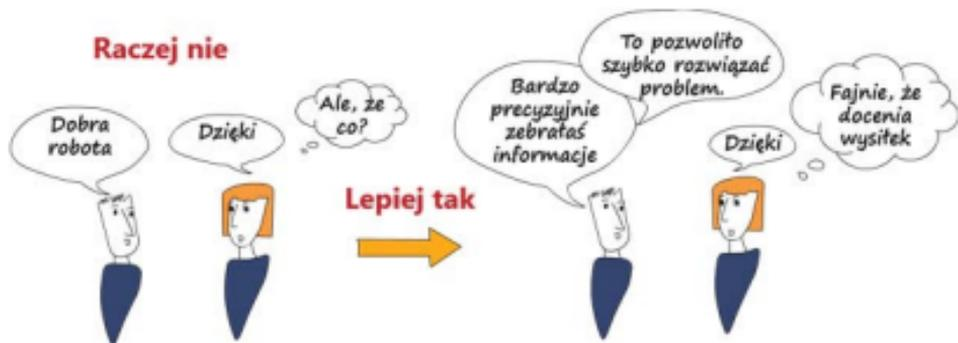 Raczej nie
Dobra
robota
Dzięki
Ale, że
co?
Lepiej tak
Bardzo
precyzyjnie
zebrałaś
informacje
To pozwoliło
szybko rozwiązać
problem.
Dzięki
Fajnie, że
docenia
wysiłek